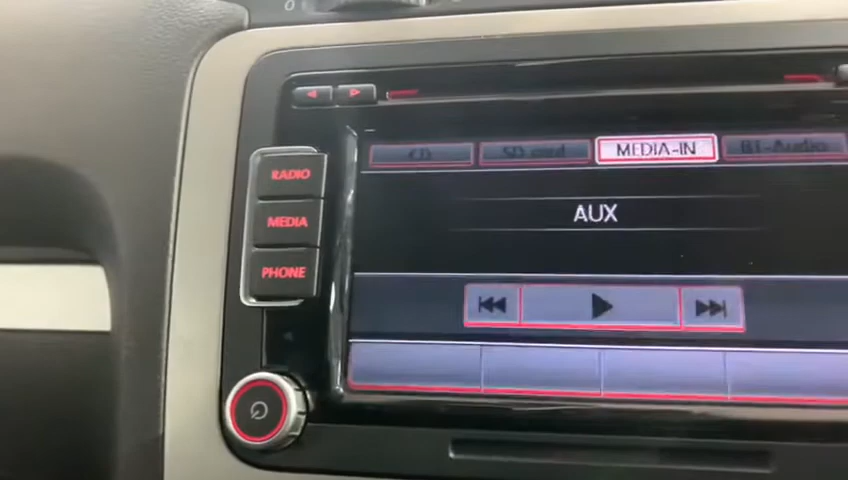 CD SD card MEDIA-IN BT-Audio
RADIO
AUX
MEDIA
PHONE